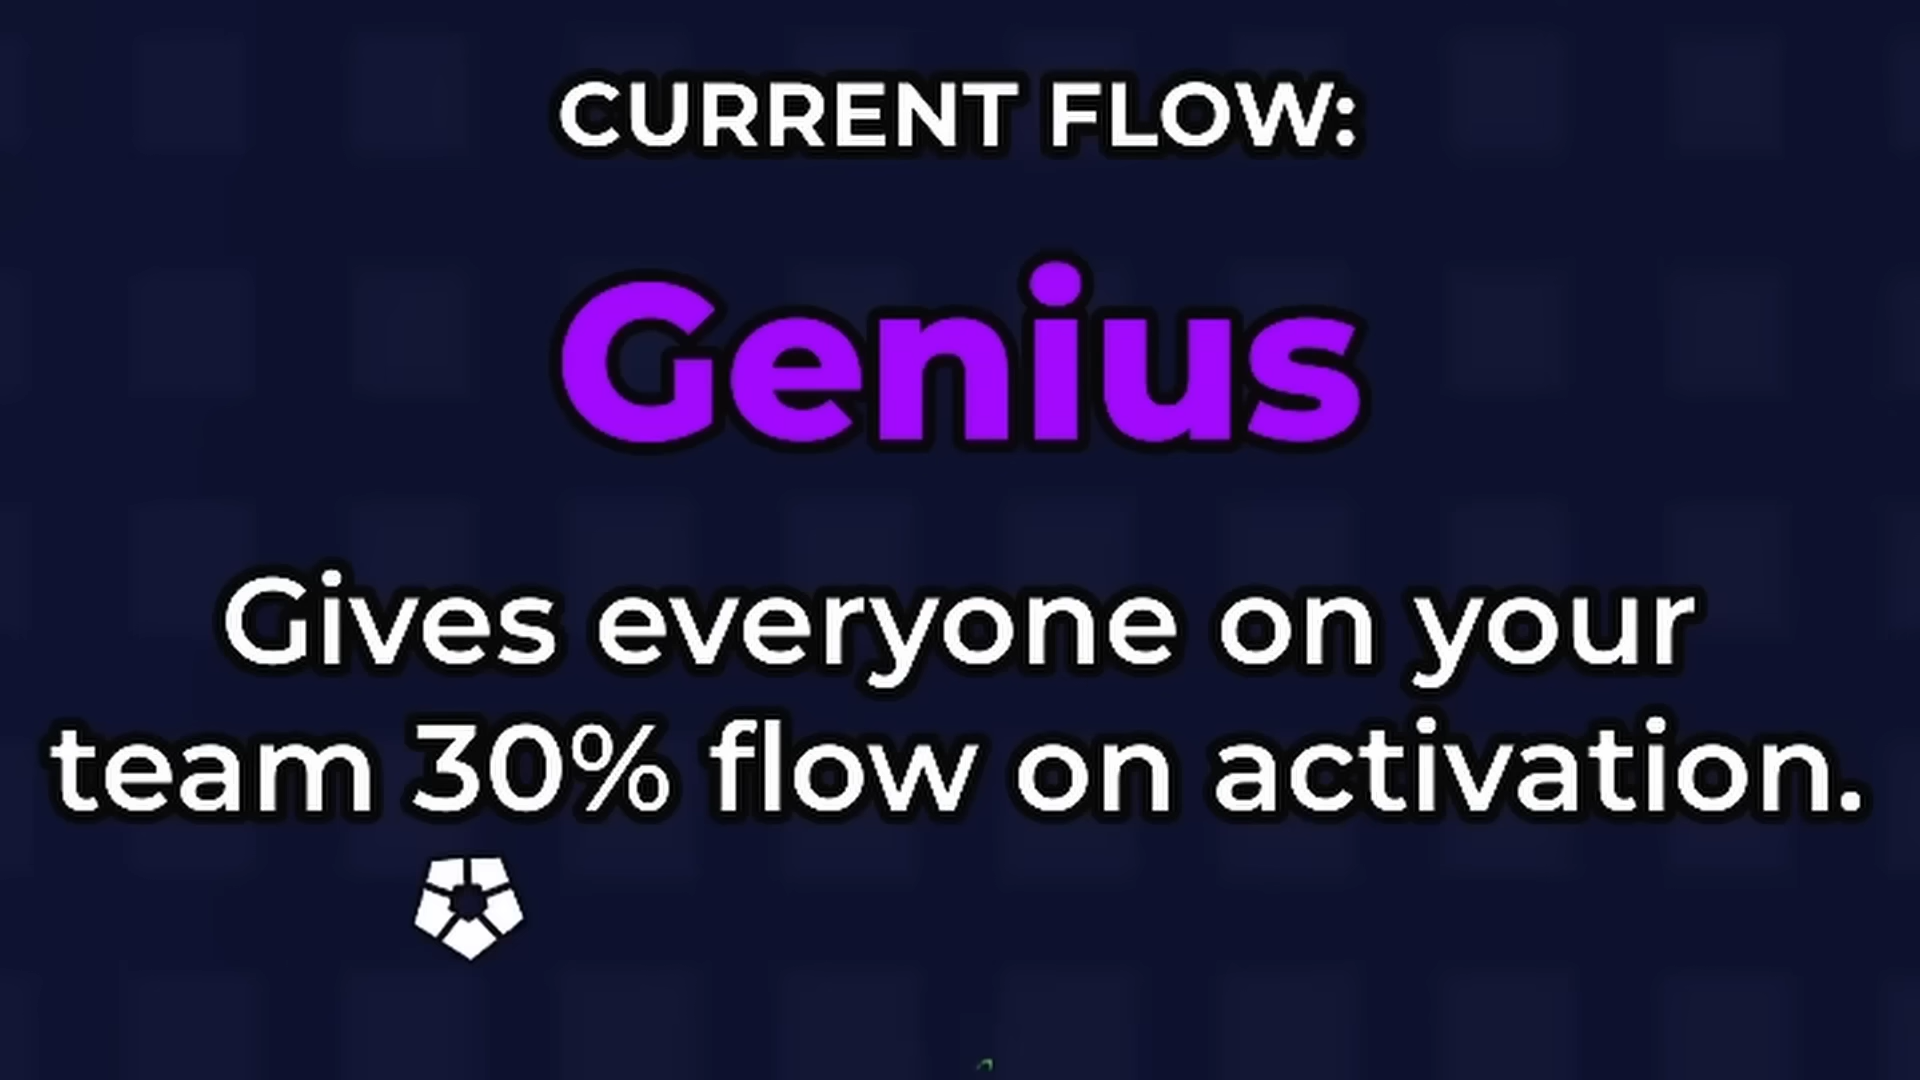 CURRENT FLOW:
Genius
Gives everyone on your
team 30% flow on activation.